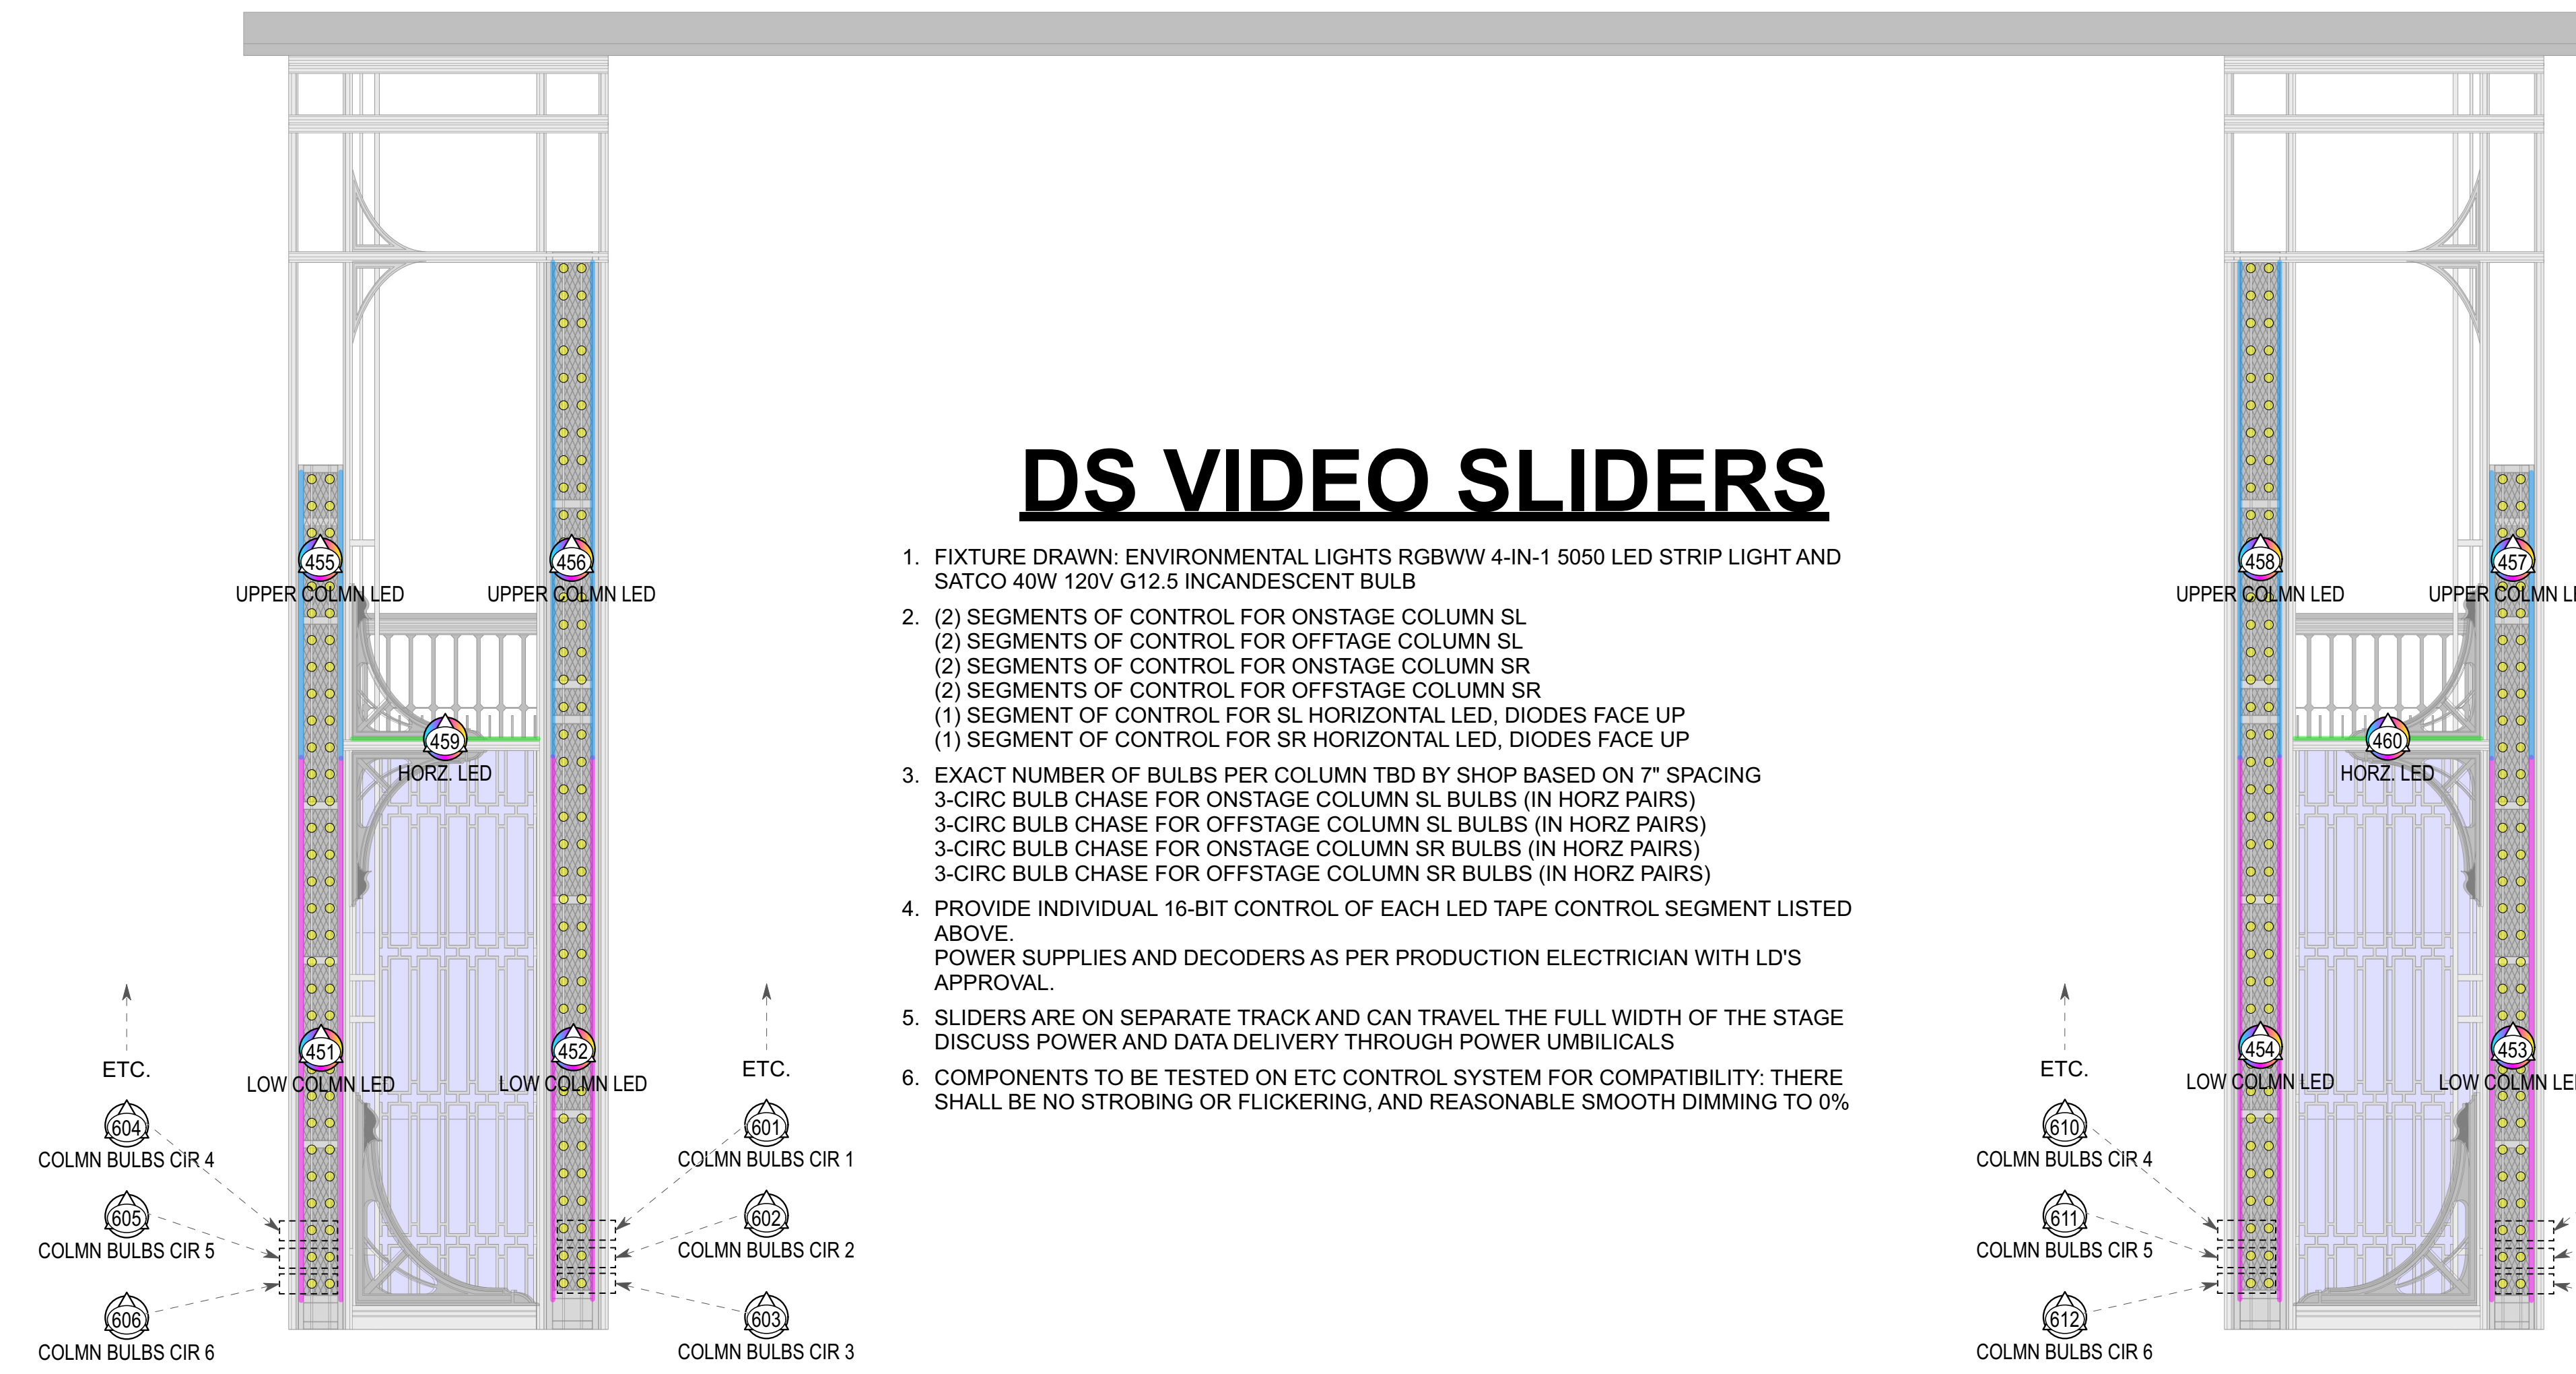 DS VIDEO SLIDERS
1. FIXTURE DRAWN: ENVIRONMENTAL LIGHTS RGBWW 4-IN-1 5050 LED STRIP LIGHT AND
SATCO 40W 120V G12.5 INCANDESCENT BULB
2. (2) SEGMENTS OF CONTROL FOR ONSTAGE COLUMN SL
(2) SEGMENTS OF CONTROL FOR OFFTAGE COLUMN SL
(2) SEGMENTS OF CONTROL FOR ONSTAGE COLUMN SR
(2) SEGMENTS OF CONTROL FOR OFFSTAGE COLUMN SR
(1) SEGMENT OF CONTROL FOR SL HORIZONTAL LED, DIODES FACE UP
(1) SEGMENT OF CONTROL FOR SR HORIZONTAL LED, DIODES FACE UP
3. EXACT NUMBER OF BULBS PER COLUMN TBD BY SHOP BASED ON 7" SPACING
3-CIRC BULB CHASE FOR ONSTAGE COLUMN SL BULBS (IN HORZ PAIRS)
3-CIRC BULB CHASE FOR OFFSTAGE COLUMN SL BULBS (IN HORZ PAIRS)
3-CIRC BULB CHASE FOR ONSTAGE COLUMN SR BULBS (IN HORZ PAIRS)
3-CIRC BULB CHASE FOR OFFSTAGE COLUMN SR BULBS (IN HORZ PAIRS)
4. PROVIDE INDIVIDUAL 16-BIT CONTROL OF EACH LED TAPE CONTROL SEGMENT LISTED
ABOVE.
POWER SUPPLIES AND DECODERS AS PER PRODUCTION ELECTRICIAN WITH LD'S
APPROVAL.
5. SLIDERS ARE ON SEPARATE TRACK AND CAN TRAVEL THE FULL WIDTH OF THE STAGE
DISCUSS POWER AND DATA DELIVERY THROUGH POWER UMBILICALS
6. COMPONENTS TO BE TESTED ON ETC CONTROL SYSTEM FOR COMPATIBILITY: THERE
SHALL BE NO STROBING OR FLICKERING, AND REASONABLE SMOOTH DIMMING TO 0%
455
UPPER COLMN LED
456
UPPER COLMN LED
459
HORZ. LED
451
LOW COLMN LED
452
LOW COLMN LED
ETC.
604
COLMN BULBS CIR 4
605
COLMN BULBS CIR 5
606
COLMN BULBS CIR 6
ETC.
601
COLMN BULBS CIR 1
602
COLMN BULBS CIR 2
603
COLMN BULBS CIR 3
458
UPPER COLMN LED
457
UPPER COLMN LE
460
HORZ. LED
454
LOW COLMN LED
453
LOW COLMN LE
ETC.
610
COLMN BULBS CIR 4
611
COLMN BULBS CIR 5
612
COLMN BULBS CIR 6